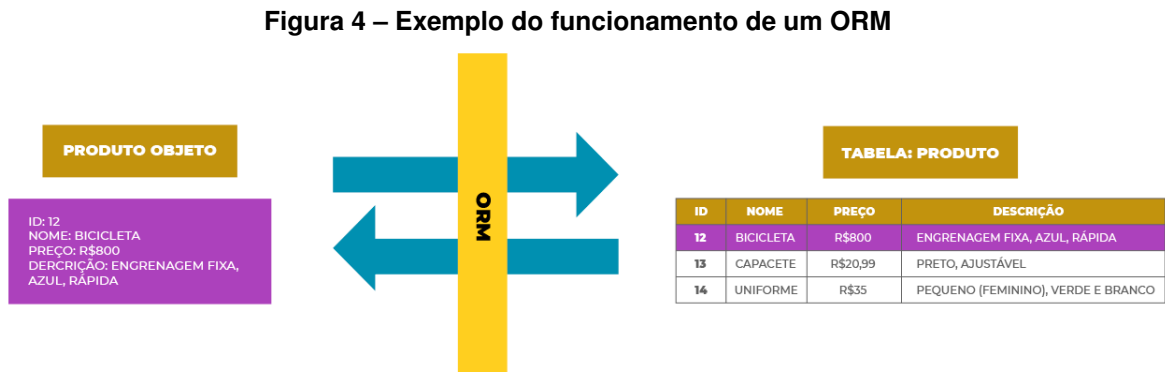 Figura 4 – Exemplo do funcionamento de um ORM
PRODUTO OBJETO
ID: 12
NOME: BICICLETA
PREÇO: R$800
DERCRIÇÃO: ENGRENAGEM FIXA,
AZUL, RÁPIDA
ORM
TABELA: PRODUTO
ID NOME PREÇO DESCRIÇÃO
12 BICICLETA R$800 ENGRENAGEM FIXA, AZUL, RÁPIDA
13 CAPACETE R$20,99 PRETO, AJUSTÁVEL
14 UNIFORME R$35 PEQUENO (FEMININO), VERDE E BRANCO